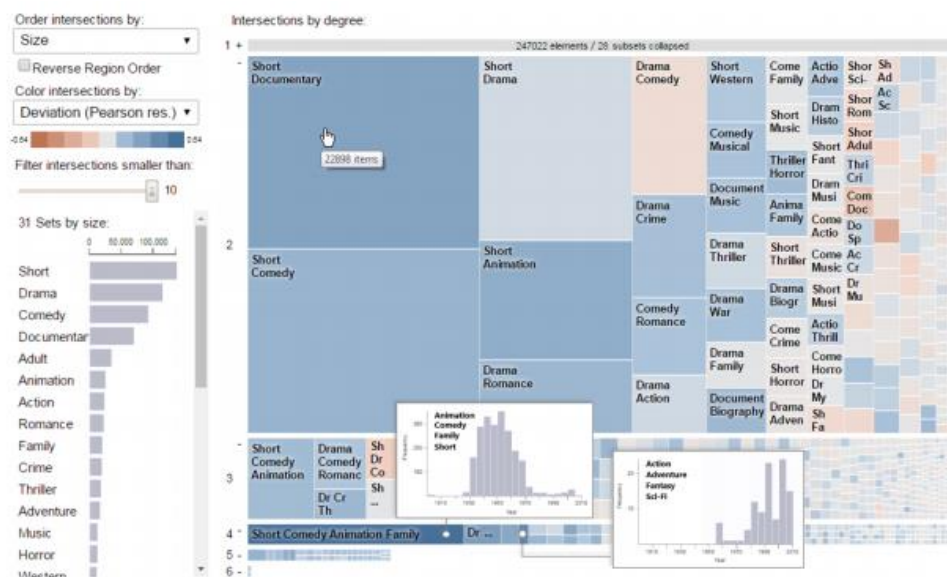 Order intersections by:
Size
Reverse Region Order
Color intersections by:
Deviation (Pearson res.)
-0.64 0.64
Filter intersections smaller than:
10
31 Sets by size:
0 50,000 100,000
Short
Drama
Comedy
Documentar
Adult
Animation
Action
Romance
Family
Crime
Thriller
Adventure
Music
Horror
Western
Intersections by degree:
1 +
247022 elements / 28 subsets collapsed
2
Short
Documentary
22898 items
Short
Comedy
Short
Drama
Short
Animation
Drama
Romance
Drama
Comedy
Drama
Crime
Comedy
Romance
Drama
Action
Short
Western
Comedy
Musical
Document
Music
Drama
Thriller
Drama
War
Drama
Family
Document
Biography
Come
Family
Short
Music
Thriller
Horror
Anima
Family
Short
Thriller
Drama
Biogr
Come
Crime
Short
Horror
Drama
Adven
Actio
Adve
Dram
Histo
Short
Fant
Dram
Musi
Come
Actio
Come
Music
Short
Musi
Actio
Thrill
Come
Horro
Dr
My
Sh
Fa
Shor
Sci-
Shor
Rom
Shor
Adul
Thri
Cri
Com
Doc
Do
Sp
Ac
Cr
Dr
Mu
Sh
Ad
Ac
Sc
3
Short
Comedy
Animation
Drama
Comedy
Romanc
Dr Cr
Th
Sh
Dr
Co
Sh
...
Animation
Comedy
Family
Short
Frequency
Year
Action
Adventure
Fantasy
Sci-Fi
Frequency
Year
4 -
Short Comedy Animation Family
Dr ...
5 -
6 -